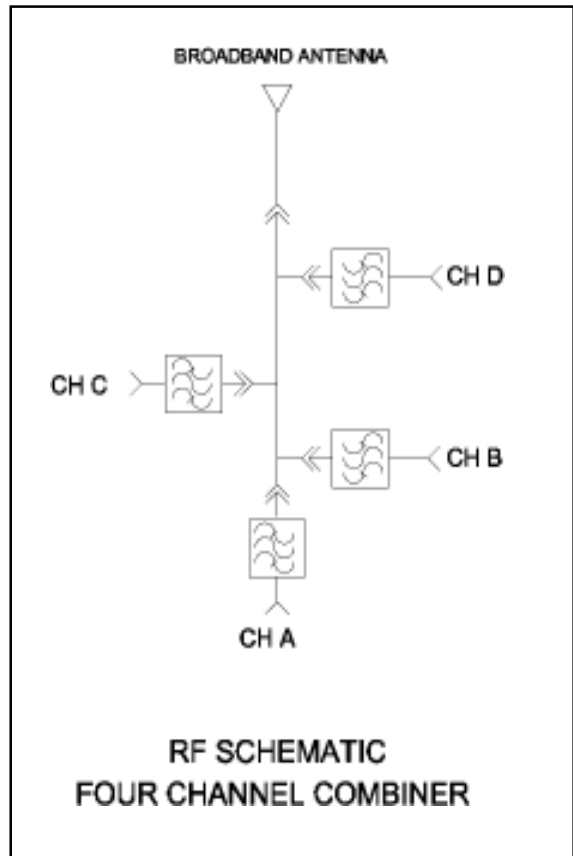 BROADBAND ANTENNA
CH D
CH C
CH B
CH A
RF SCHEMATIC
FOUR CHANNEL COMBINER